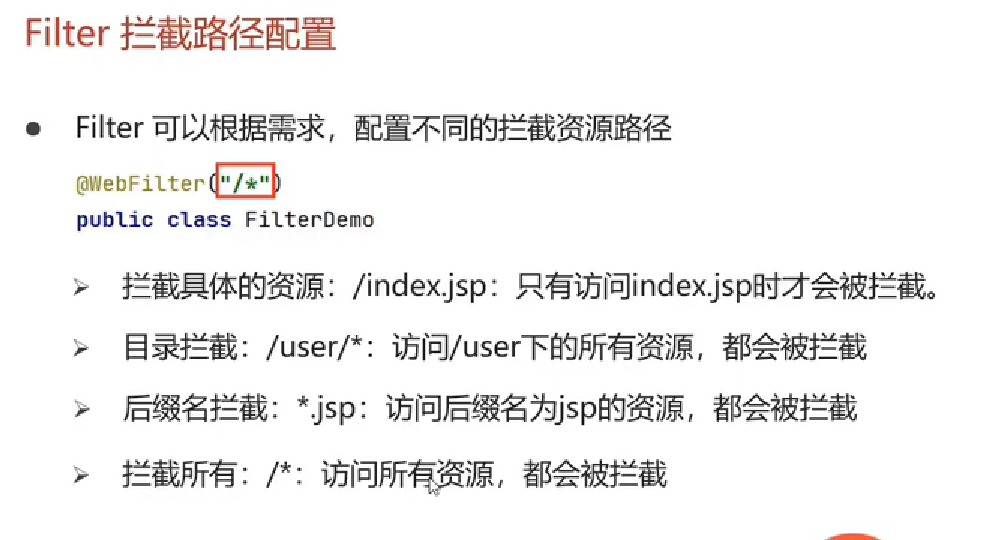 Filter 拦截路径配置
● Filter 可以根据需求，配置不同的拦截资源路径
@WebFilter("/*")
public class FilterDemo
➢ 拦截具体的资源：/index.jsp：只有访问index.jsp时才会被拦截。
➢ 目录拦截：/user/*：访问/user下的所有资源，都会被拦截
➢ 后缀名拦截：*.jsp：访问后缀名为jsp的资源，都会被拦截
➢ 拦截所有：/*：访问所有资源，都会被拦截